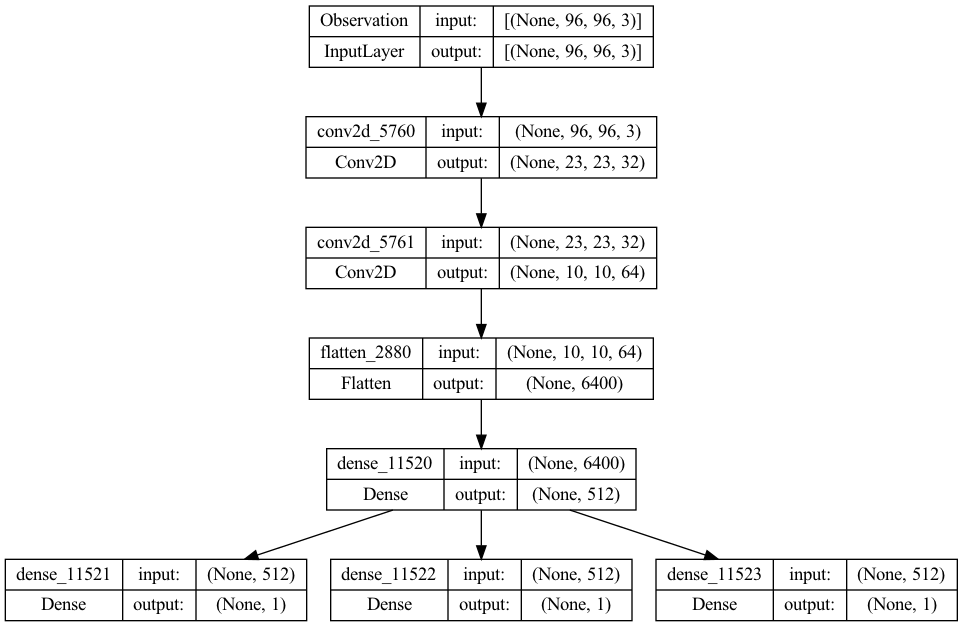 Observation input: [(None, 96, 96, 3)]
InputLayer output: [(None, 96, 96, 3)]
conv2d_5760 input: (None, 96, 96, 3)
Conv2D output: (None, 23, 23, 32)
conv2d_5761 input: (None, 23, 23, 32)
Conv2D output: (None, 10, 10, 64)
flatten_2880 input: (None, 10, 10, 64)
Flatten output: (None, 6400)
dense_11520 input: (None, 6400)
Dense output: (None, 512)
dense_11521 input: (None, 512)
Dense output: (None, 1)
dense_11522 input: (None, 512)
Dense output: (None, 1)
dense_11523 input: (None, 512)
Dense output: (None, 1)